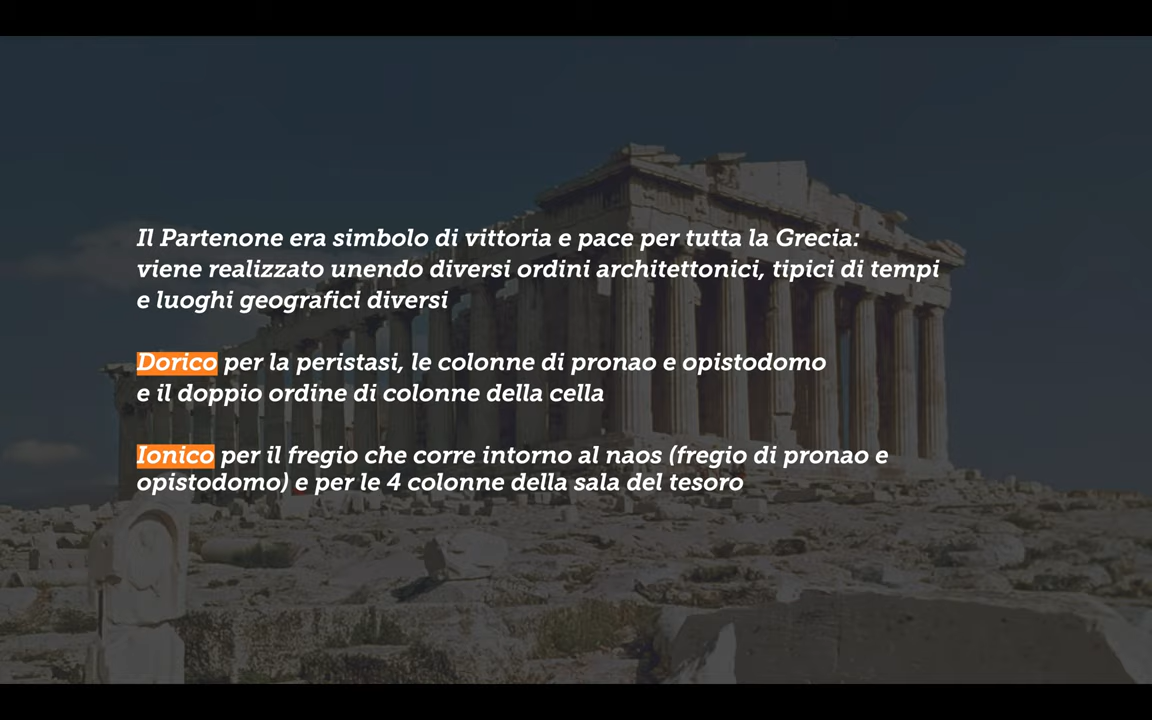 Il Partenone era simbolo di vittoria e pace per tutta la Grecia:
viene realizzato unendo diversi ordini architettonici, tipici di tempi
e luoghi geografici diversi
Dorico per la peristasi, le colonne di pronao e opistodomo
e il doppio ordine di colonne della cella
Ionico per il fregio che corre intorno al naos (fregio di pronao e
opistodomo) e per le 4 colonne della sala del tesoro